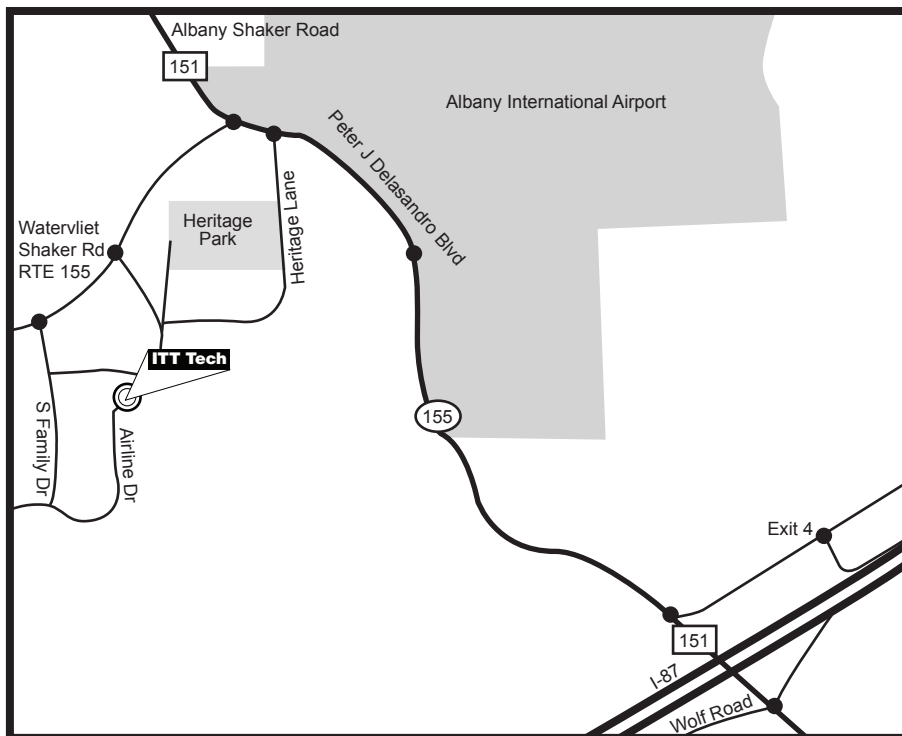 Albany Shaker Road
151
Albany International Airport
Peter J Delasandro Blvd
Heritage Lane
Heritage
Park
Watervliet
Shaker Rd
RTE 155
ITT Tech
S Family Dr
Airline Dr
155
Exit 4
151
I-87
Wolf Road